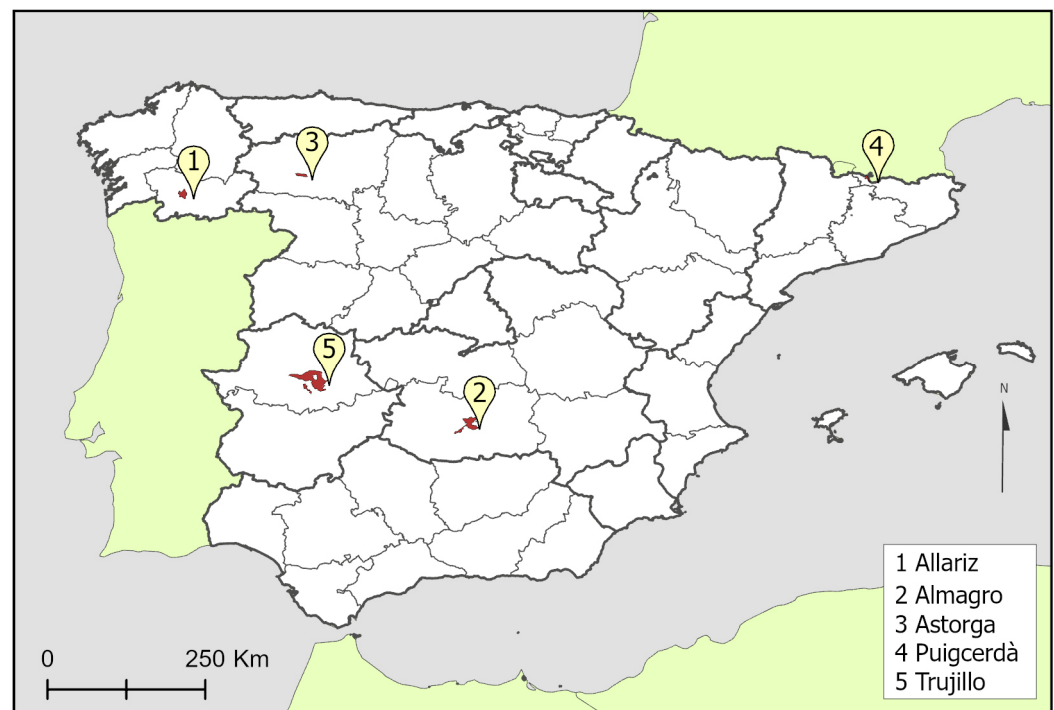 1
3
4
5
2
N
1 Allariz
2 Almagro
3 Astorga
4 Puigcerdà
5 Trujillo
0 250 Km